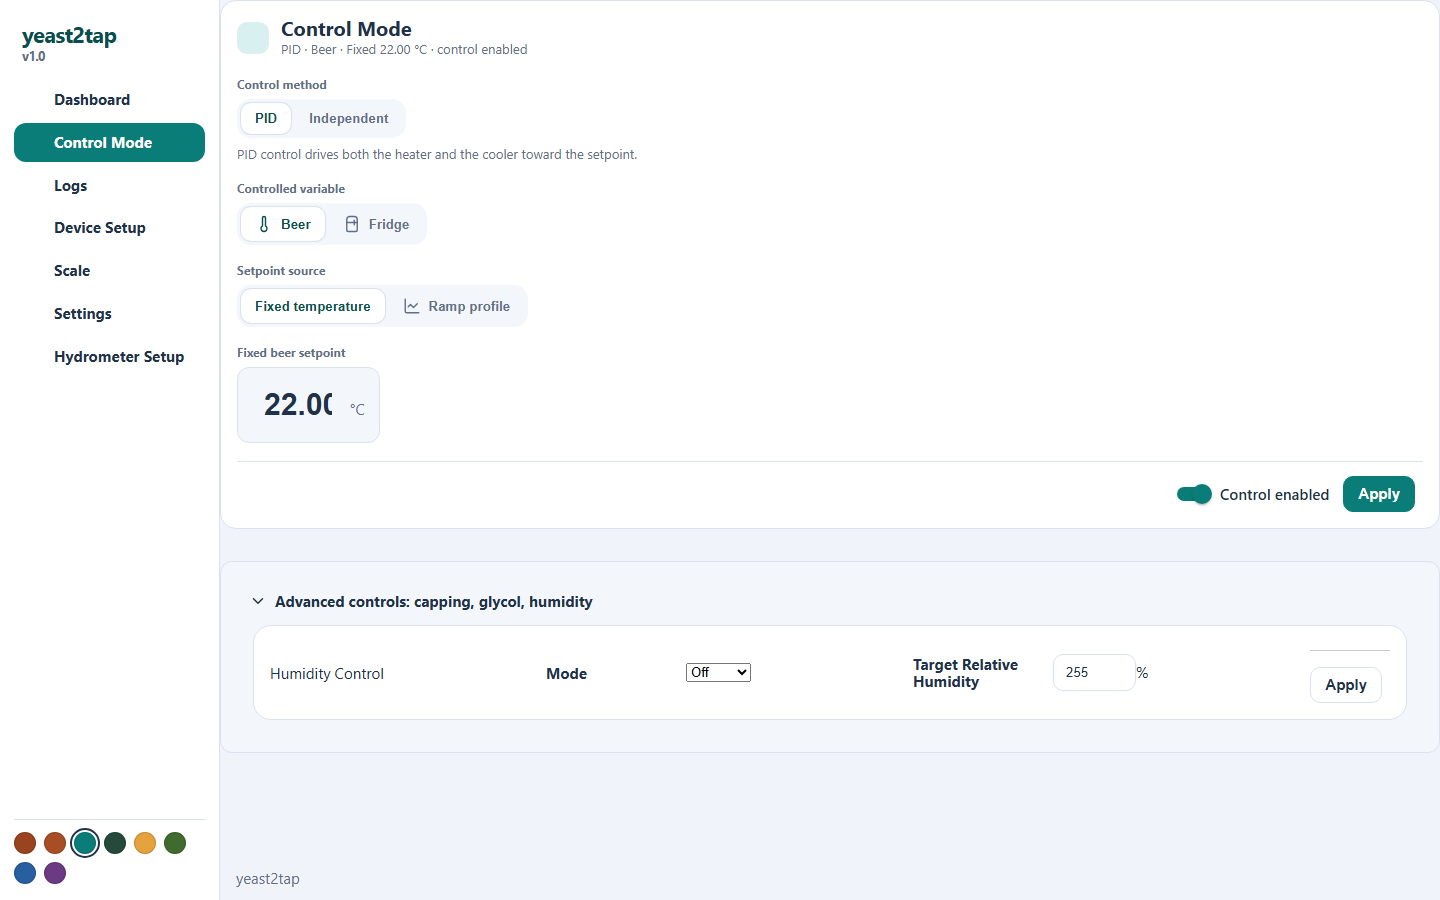 yeast2tap
v1.0
Dashboard
Control Mode
Logs
Device Setup
Scale
Settings
Hydrometer Setup
Control Mode
PID · Beer · Fixed 22.00 °C · control enabled
Control method
PID Independent
PID control drives both the heater and the cooler toward the setpoint.
Controlled variable
Beer Fridge
Setpoint source
Fixed temperature Ramp profile
Fixed beer setpoint
22.00 °C
Control enabled Apply
Advanced controls: capping, glycol, humidity
Humidity Control Mode Off Target Relative Humidity 255 % Apply
yeast2tap